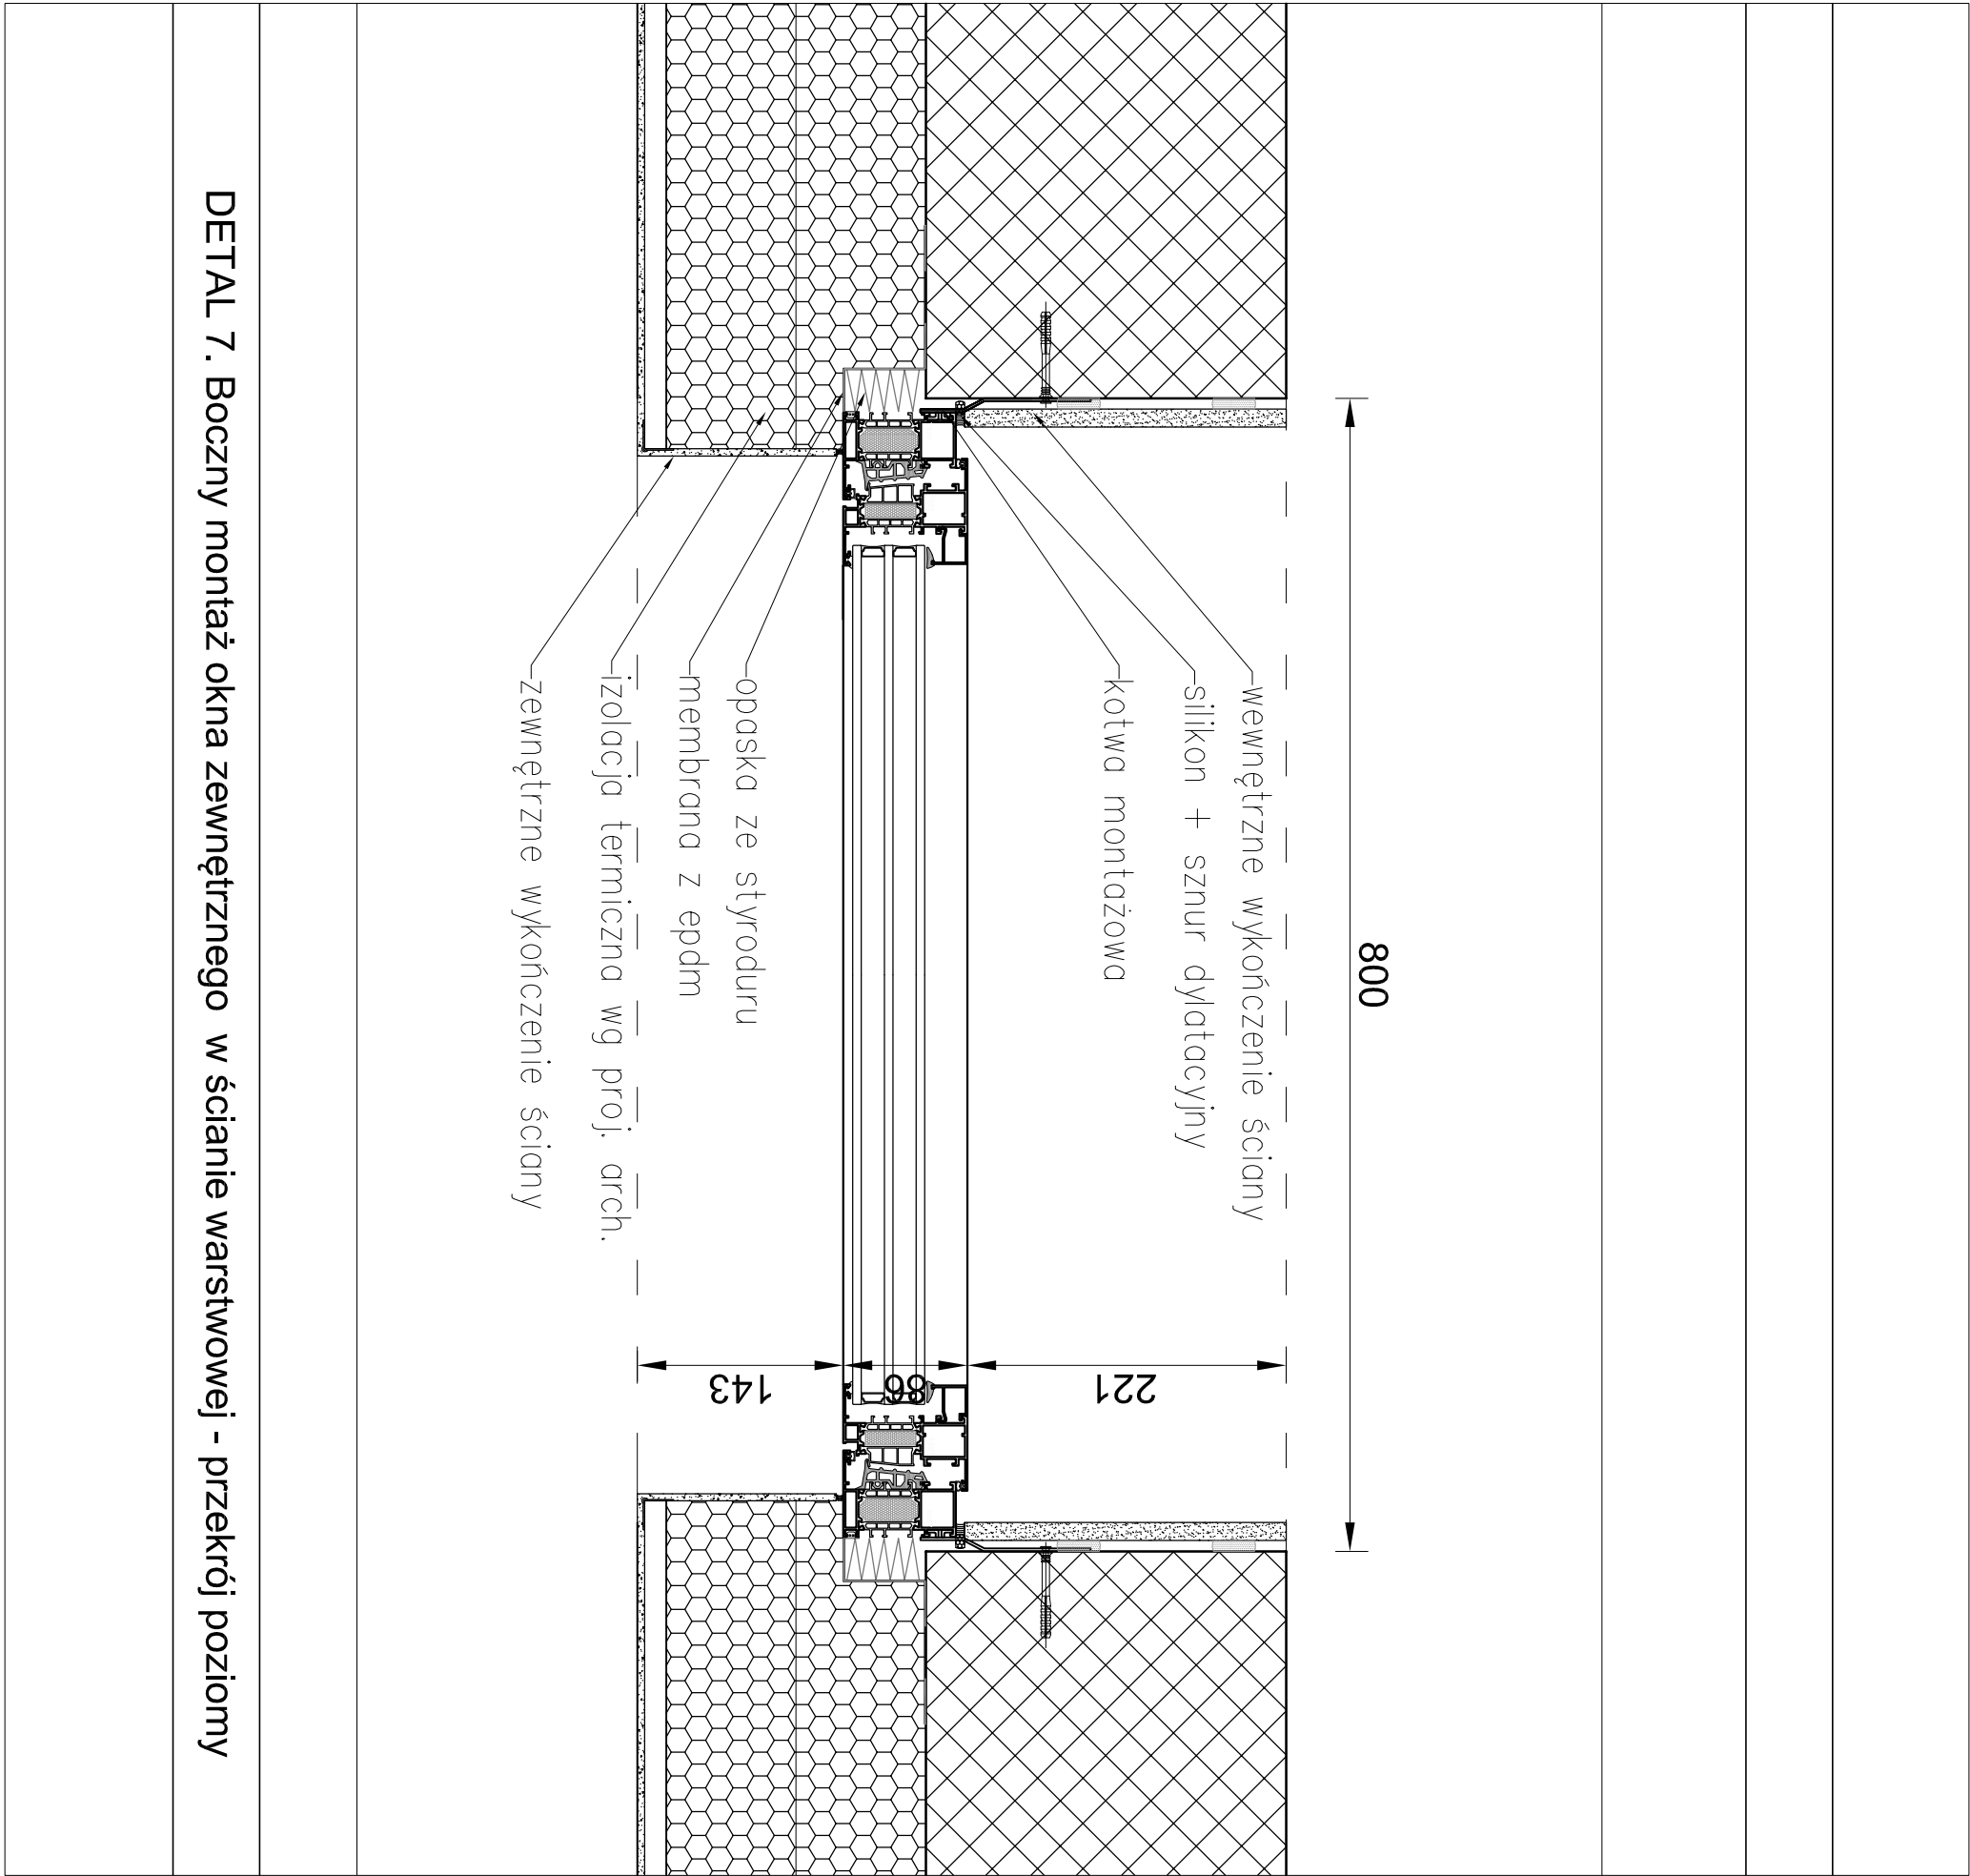 800
wewnętrzne wykończenie ściany
silikon + sznur dylatacyjny
kotwa montażowa
221
86
143
opaska ze styroduru
membrana z epdm
izolacja termiczna wg proj. arch.
zewnętrzne wykończenie ściany
DETAL 7. Boczny montaż okna zewnętrznego w ścianie warstwowej - przekrój poziomy